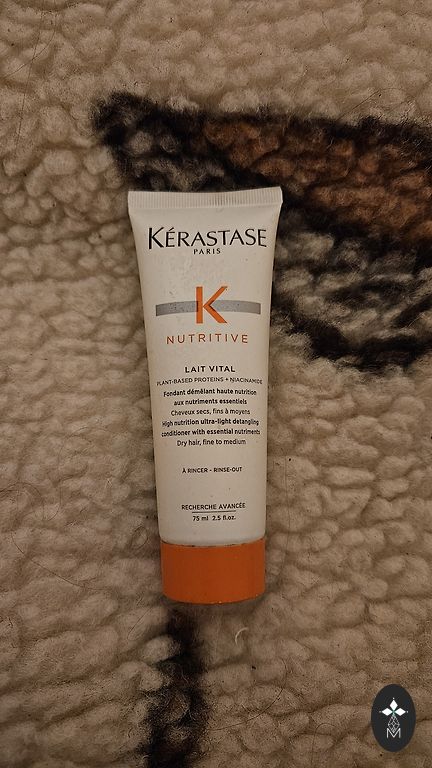 KÉRASTASE
PARIS
K
NUTRITIVE
LAIT VITAL
PLANT-BASED PROTEINS + NIACINAMIDE
Fondant démêlant haute nutrition
aux nutriments essentiels
Cheveux secs, fins à moyens
High nutrition ultra-light detangling
conditioner with essential nutriments
Dry hair, fine to medium
À RINCER - RINSE-OUT
RECHERCHE AVANCÉE
75 ml 2.5 fl.oz.
M